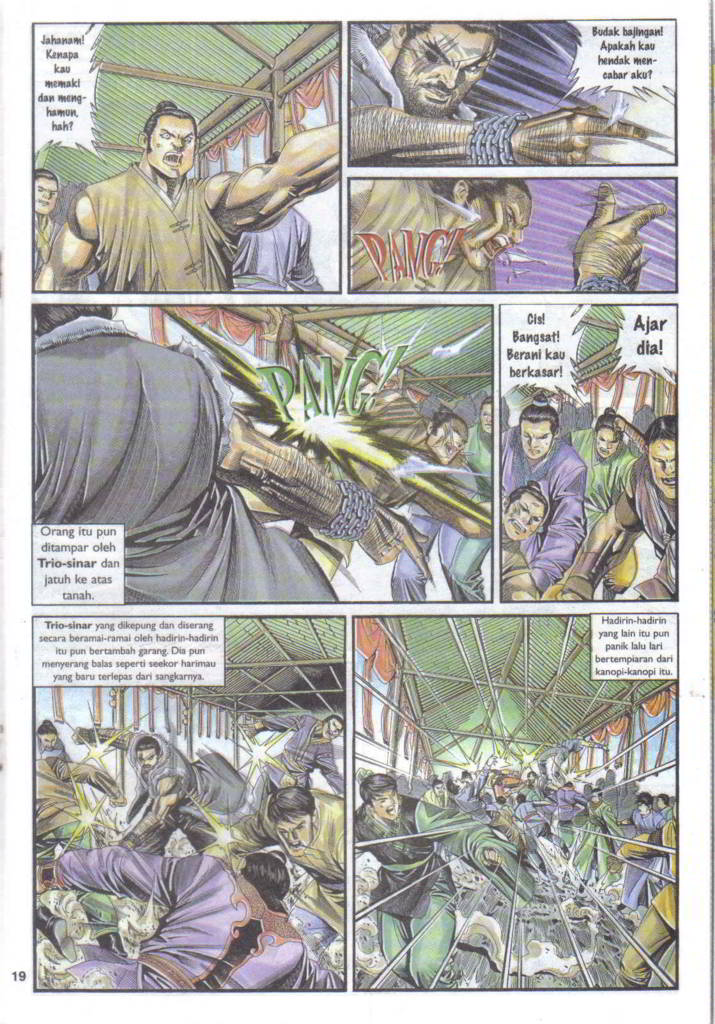 Jahanam!
Kenapa
kau
memaki
dan meng-
hamun,
hah?
Budak bajingan!
Apakah kau
hendak men-
cabar aku?
PANG!
PANG!
Orang itu pun
ditampar oleh
Trio-sinar dan
jatuh ke atas
tanah.
Cis!
Bangsat!
Berani kau
berkasar!
Ajar
dia!
Trio-sinar yang dikepung dan diserang
secara beramai-ramai oleh hadirin-hadirin
itu pun bertambah garang. Dia pun
menyerang balas seperti seekor harimau
yang baru terlepas dari sangkarnya.
Hadirin-hadirin
yang lain itu pun
panik lalu lari
bertempiaran dari
kanopi-kanopi itu.
19